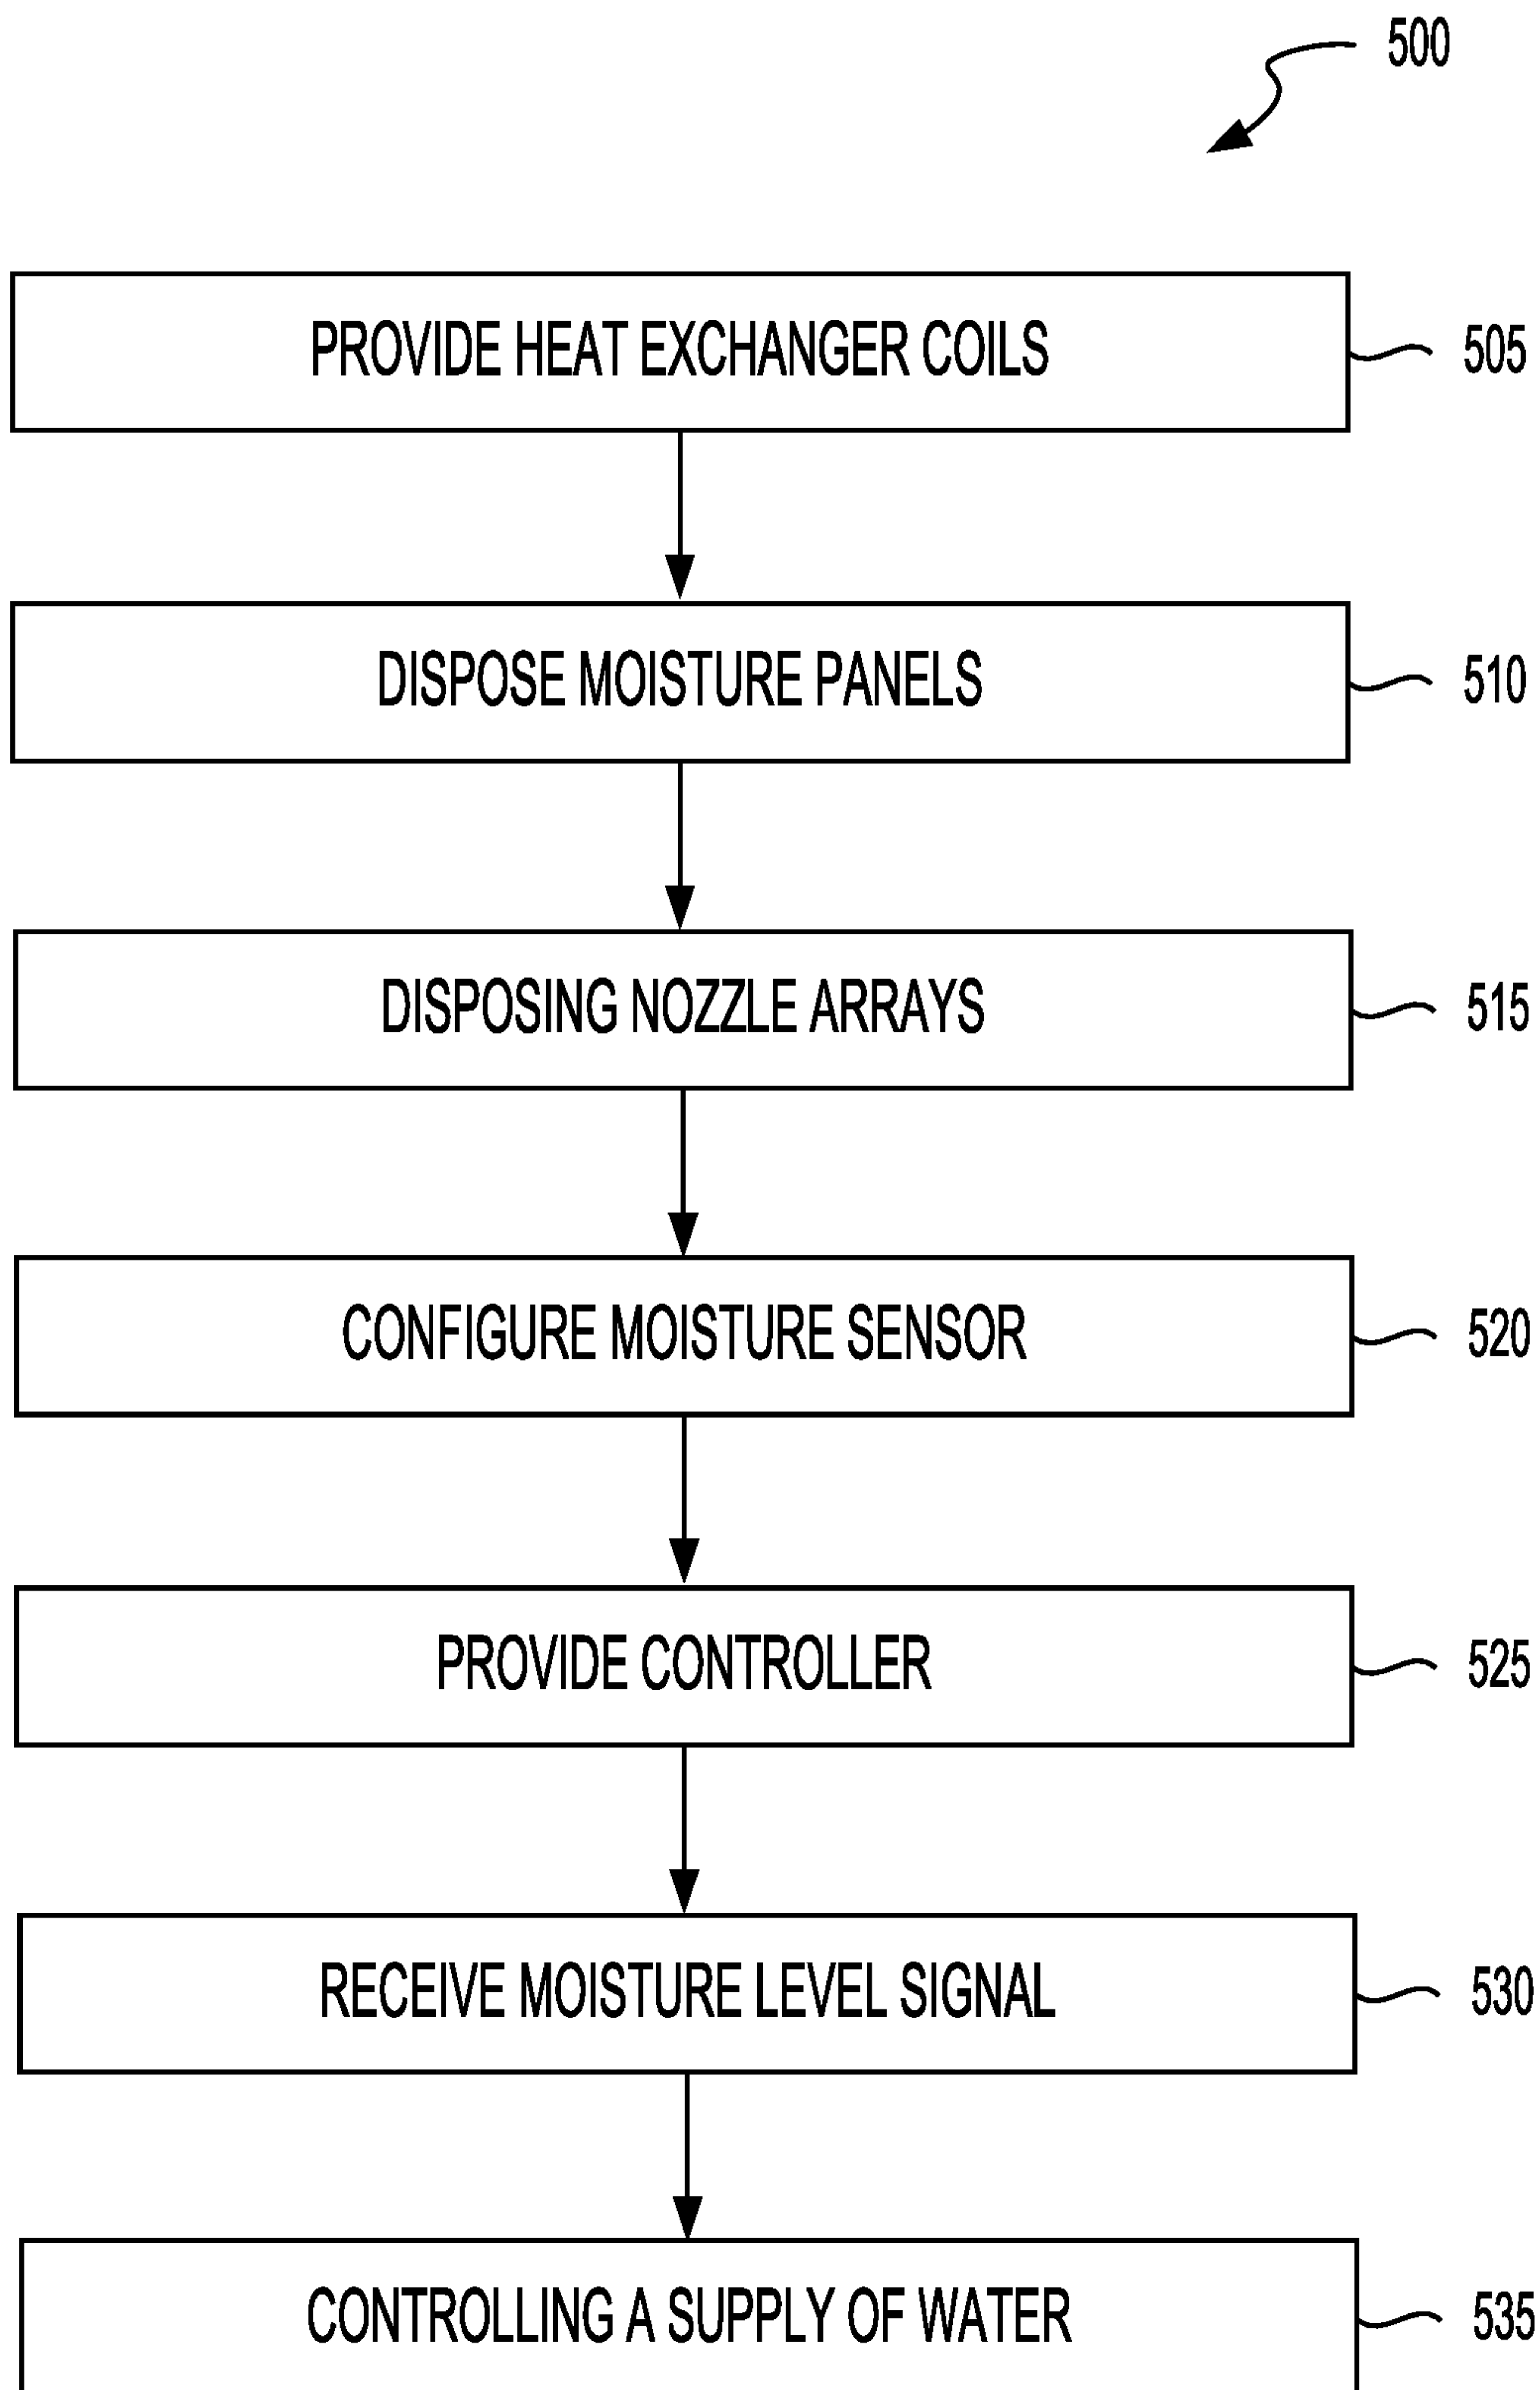 500
PROVIDE HEAT EXCHANGER COILS
505
DISPOSE MOISTURE PANELS
510
DISPOSING NOZZLE ARRAYS
515
CONFIGURE MOISTURE SENSOR
520
PROVIDE CONTROLLER
525
RECEIVE MOISTURE LEVEL SIGNAL
530
CONTROLLING A SUPPLY OF WATER
535